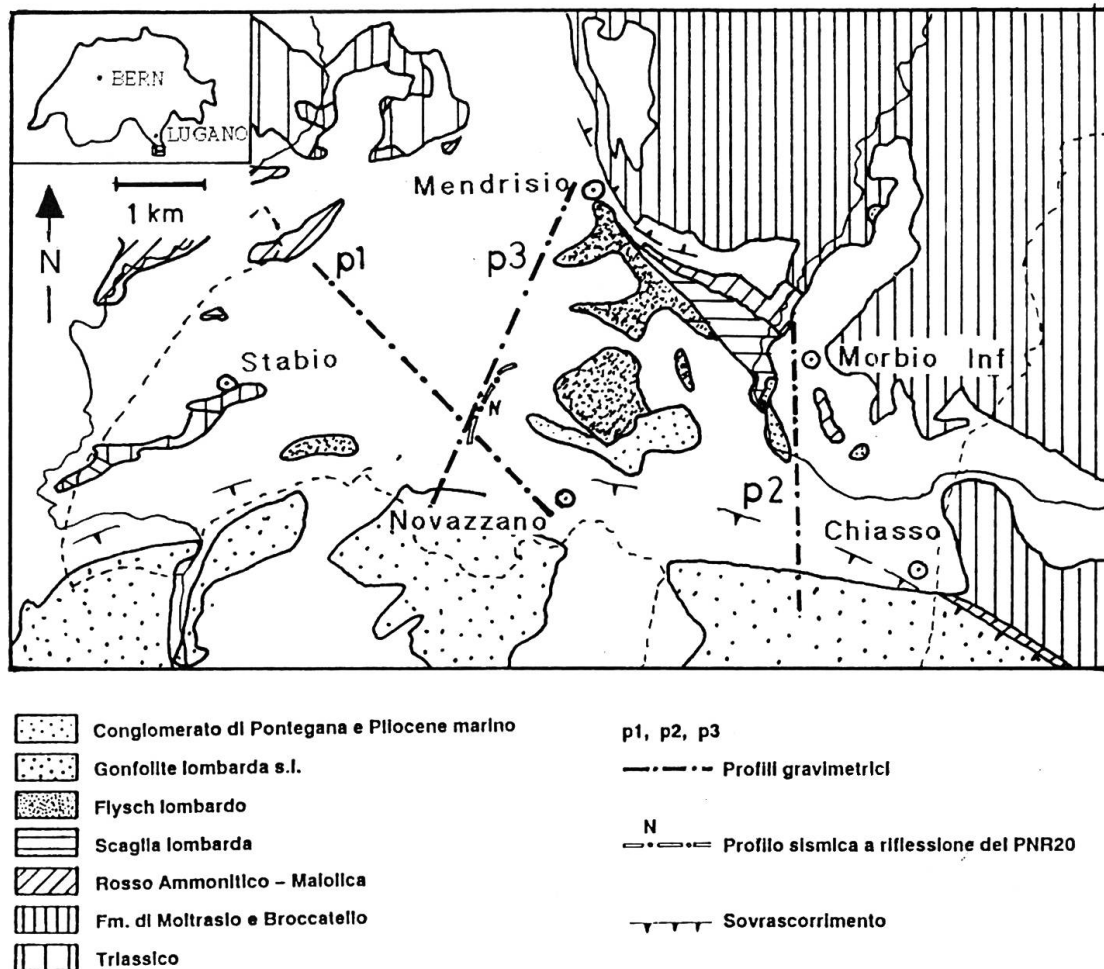 BERN
LUGANO
1 km
N
Mendrisio
p1
p3
Stabio
N
Morbio Inf
p2
Novazzano
Chiasso
Conglomerato di Pontegana e Pliocene marino
Gonfolite lombarda s.l.
Flysch lombardo
Scaglia lombarda
Rosso Ammonitico – Maiolica
Fm. di Moltrasio e Broccatello
Triassico
p1, p2, p3
Profili gravimetrici
N
Profilo sismica a riflessione del PNR20
Sovrascorrimento